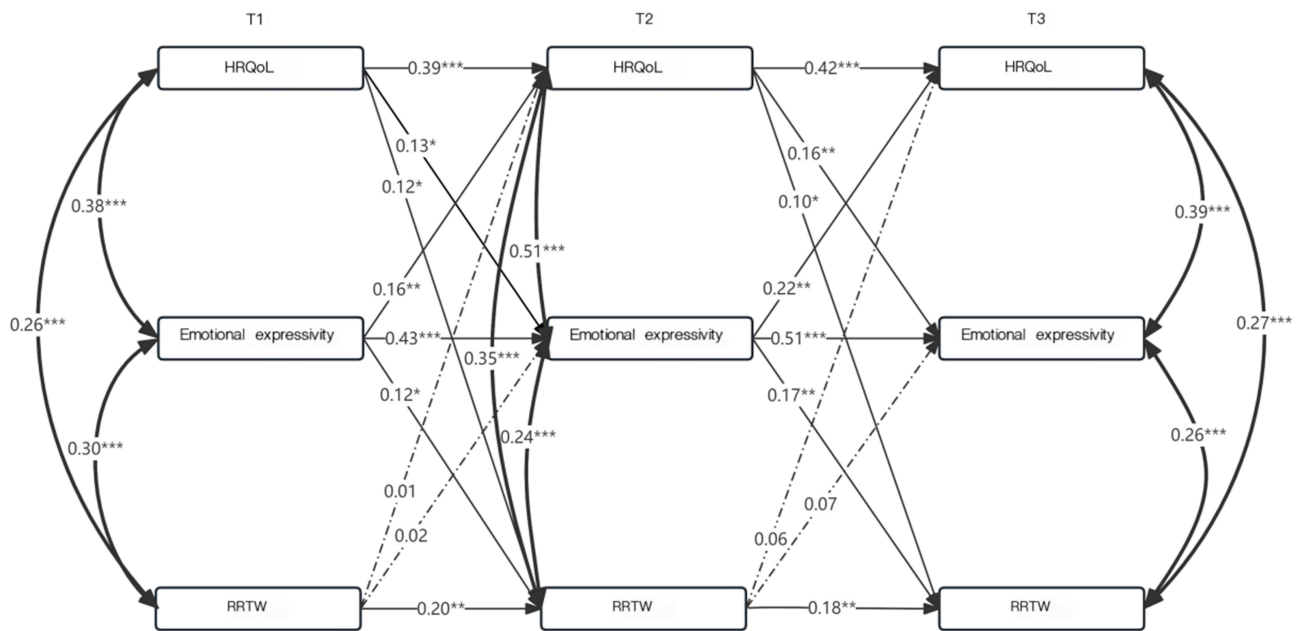 T1 T2 T3
HRQoL 0.39*** HRQoL 0.42*** HRQoL
0.13* 0.16**
0.12* 0.10*
0.38*** 0.39***
0.51***
0.16** 0.22**
0.26*** 0.27***
Emotional expressivity 0.43*** Emotional expressivity 0.51*** Emotional expressivity
0.35***
0.12* 0.17**
0.30*** 0.24*** 0.26***
0.01 0.07
0.02 0.06
RRTW 0.20** RRTW 0.18** RRTW